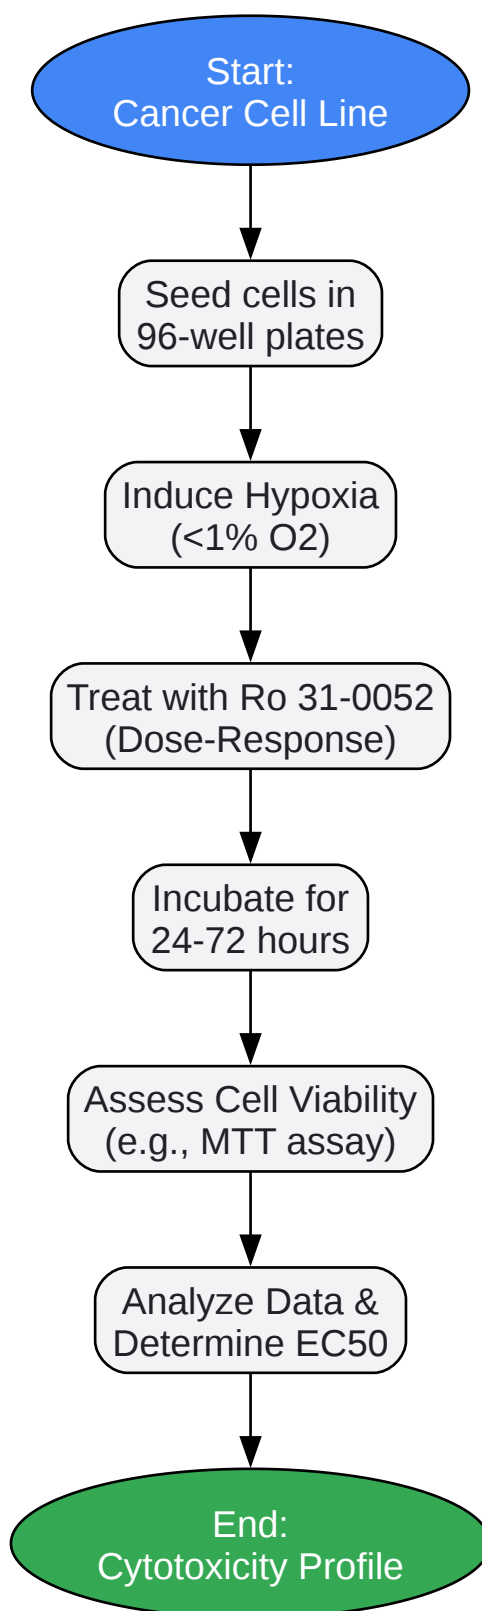 Start:
Cancer Cell Line
Seed cells in
96-well plates
Induce Hypoxia
(<1% O2)
Treat with Ro 31-0052
(Dose-Response)
Incubate for
24-72 hours
Assess Cell Viability
(e.g., MTT assay)
Analyze Data &
Determine EC50
End:
Cytotoxicity Profile